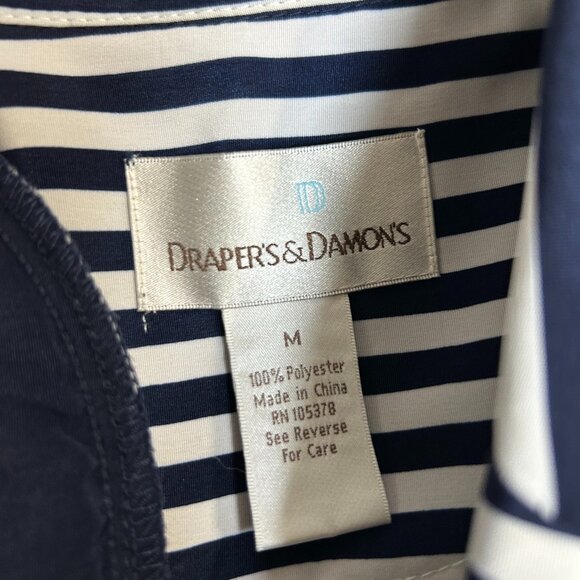 D
DRAPER'S & DAMON'S
M
100% Polyester
Made in China
RN 105378
See Reverse
For Care